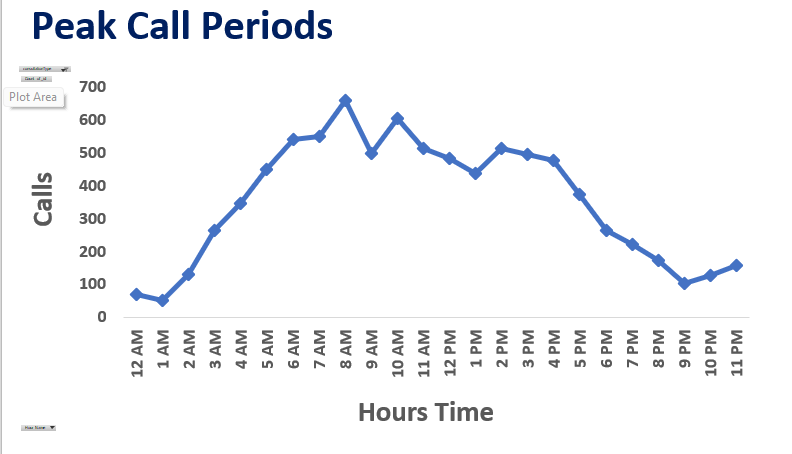 Peak Call Periods
Plot Area
700
600
500
400
300
200
100
0
Calls
12 AM
1 AM
2 AM
3 AM
4 AM
5 AM
6 AM
7 AM
8 AM
9 AM
10 AM
11 AM
12 PM
1 PM
2 PM
3 PM
4 PM
5 PM
6 PM
7 PM
8 PM
9 PM
10 PM
11 PM
Hours Time